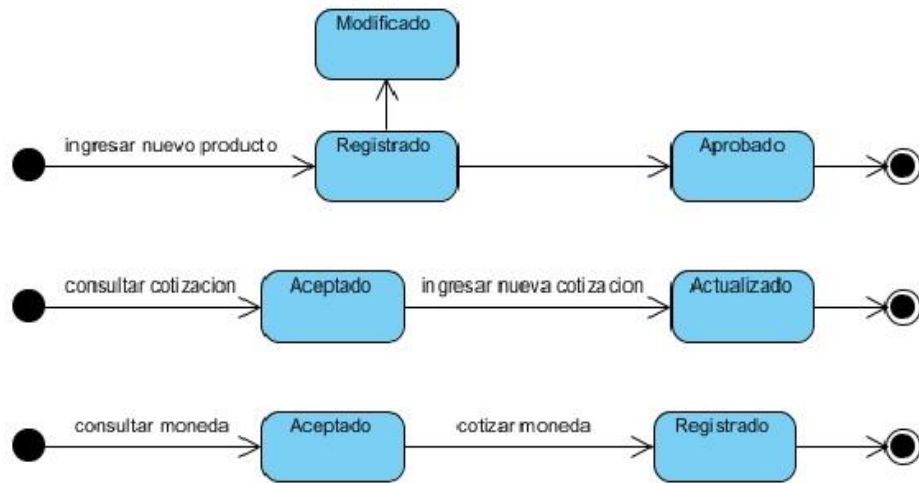 Modificado
ingresar nuevo producto
Registrado
Aprobado
consultar cotizacion
Aceptado
ingresar nueva cotizacion
Actualizado
consultar moneda
Aceptado
cotizar moneda
Registrado